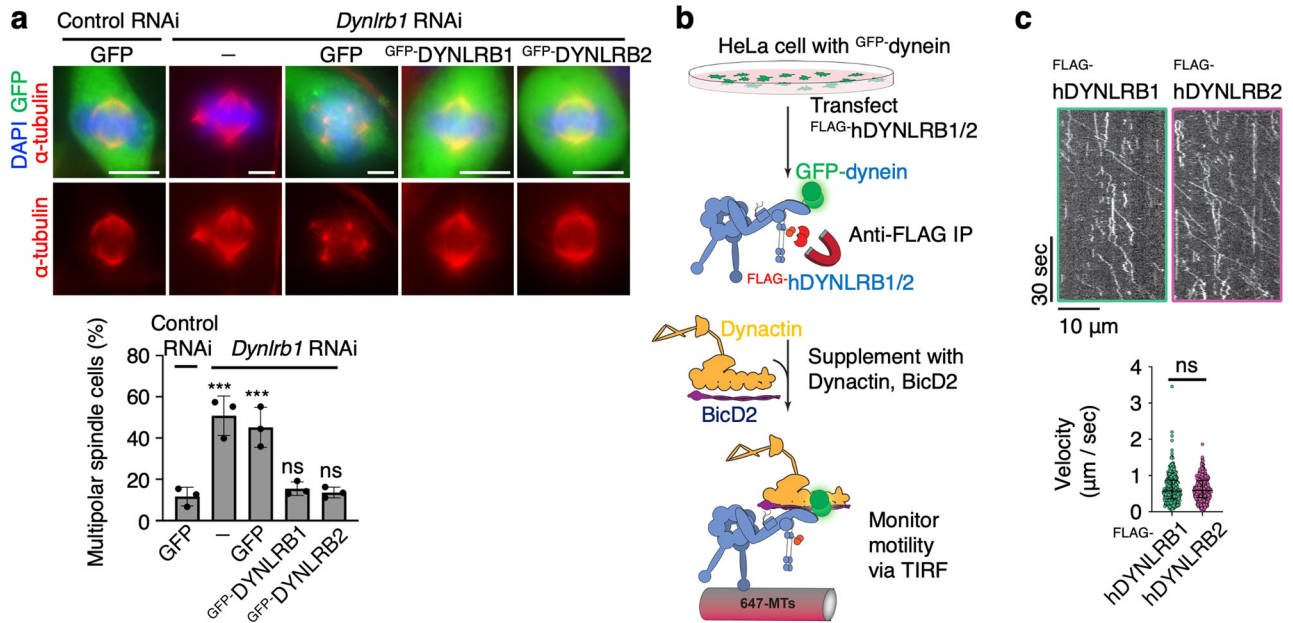 a
Control RNAi
Dynlrb1 RNAi
GFP
–
GFP
GFP-DYNLRB1
GFP-DYNLRB2
DAPI GFP
α-tubulin
α-tubulin
Control
RNAi
Dynlrb1 RNAi
Multipolar spindle cells (%)
80
60
40
20
0
***
***
ns
ns
GFP
–
GFP
GFP-DYNLRB1
GFP-DYNLRB2
b
HeLa cell with GFP-dynein
Transfect
FLAG-hDYNLRB1/2
GFP-dynein
Anti-FLAG IP
FLAG-hDYNLRB1/2
Dynactin
Supplement with
Dynactin, BicD2
BicD2
Monitor
motility
via TIRF
647-MTs
c
FLAG-
hDYNLRB1
FLAG-
hDYNLRB2
30 sec
10 µm
ns
Velocity
(µm / sec)
4
3
2
1
0
FLAG-
hDYNLRB1
hDYNLRB2